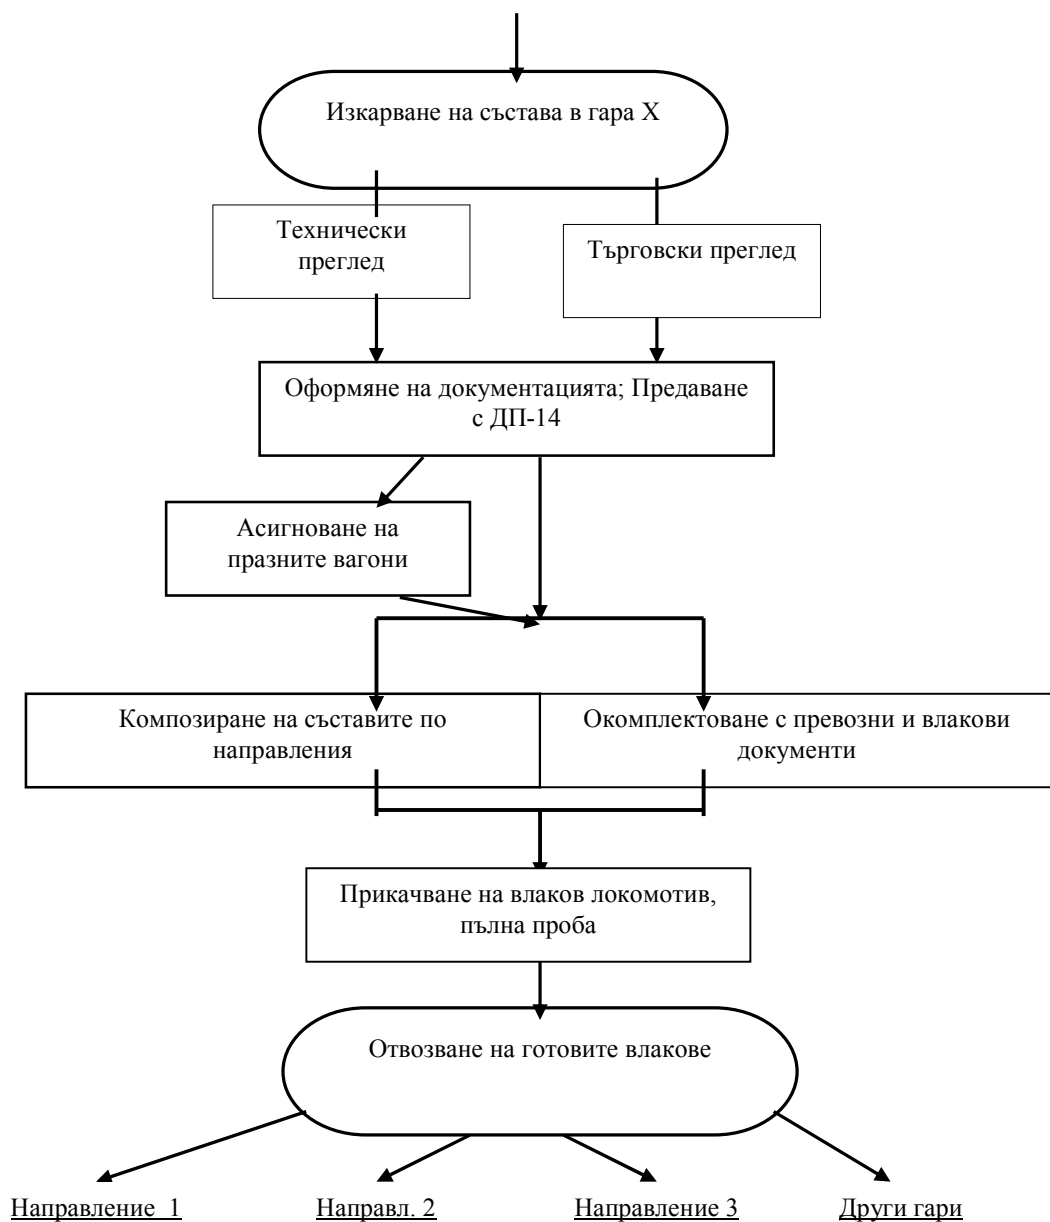 Изкарване на състава в гара Х
Технически
преглед
Търговски преглед
Оформяне на документацията; Предаване
с ДП-14
Асигноване на
празните вагони
Композиране на съставите по
направления
Окомплектоване с превозни и влакови
документи
Прикачване на влаков локомотив,
пълна проба
Отвозване на готовите влакове
Направление 1
Направл. 2
Направление 3
Други гари